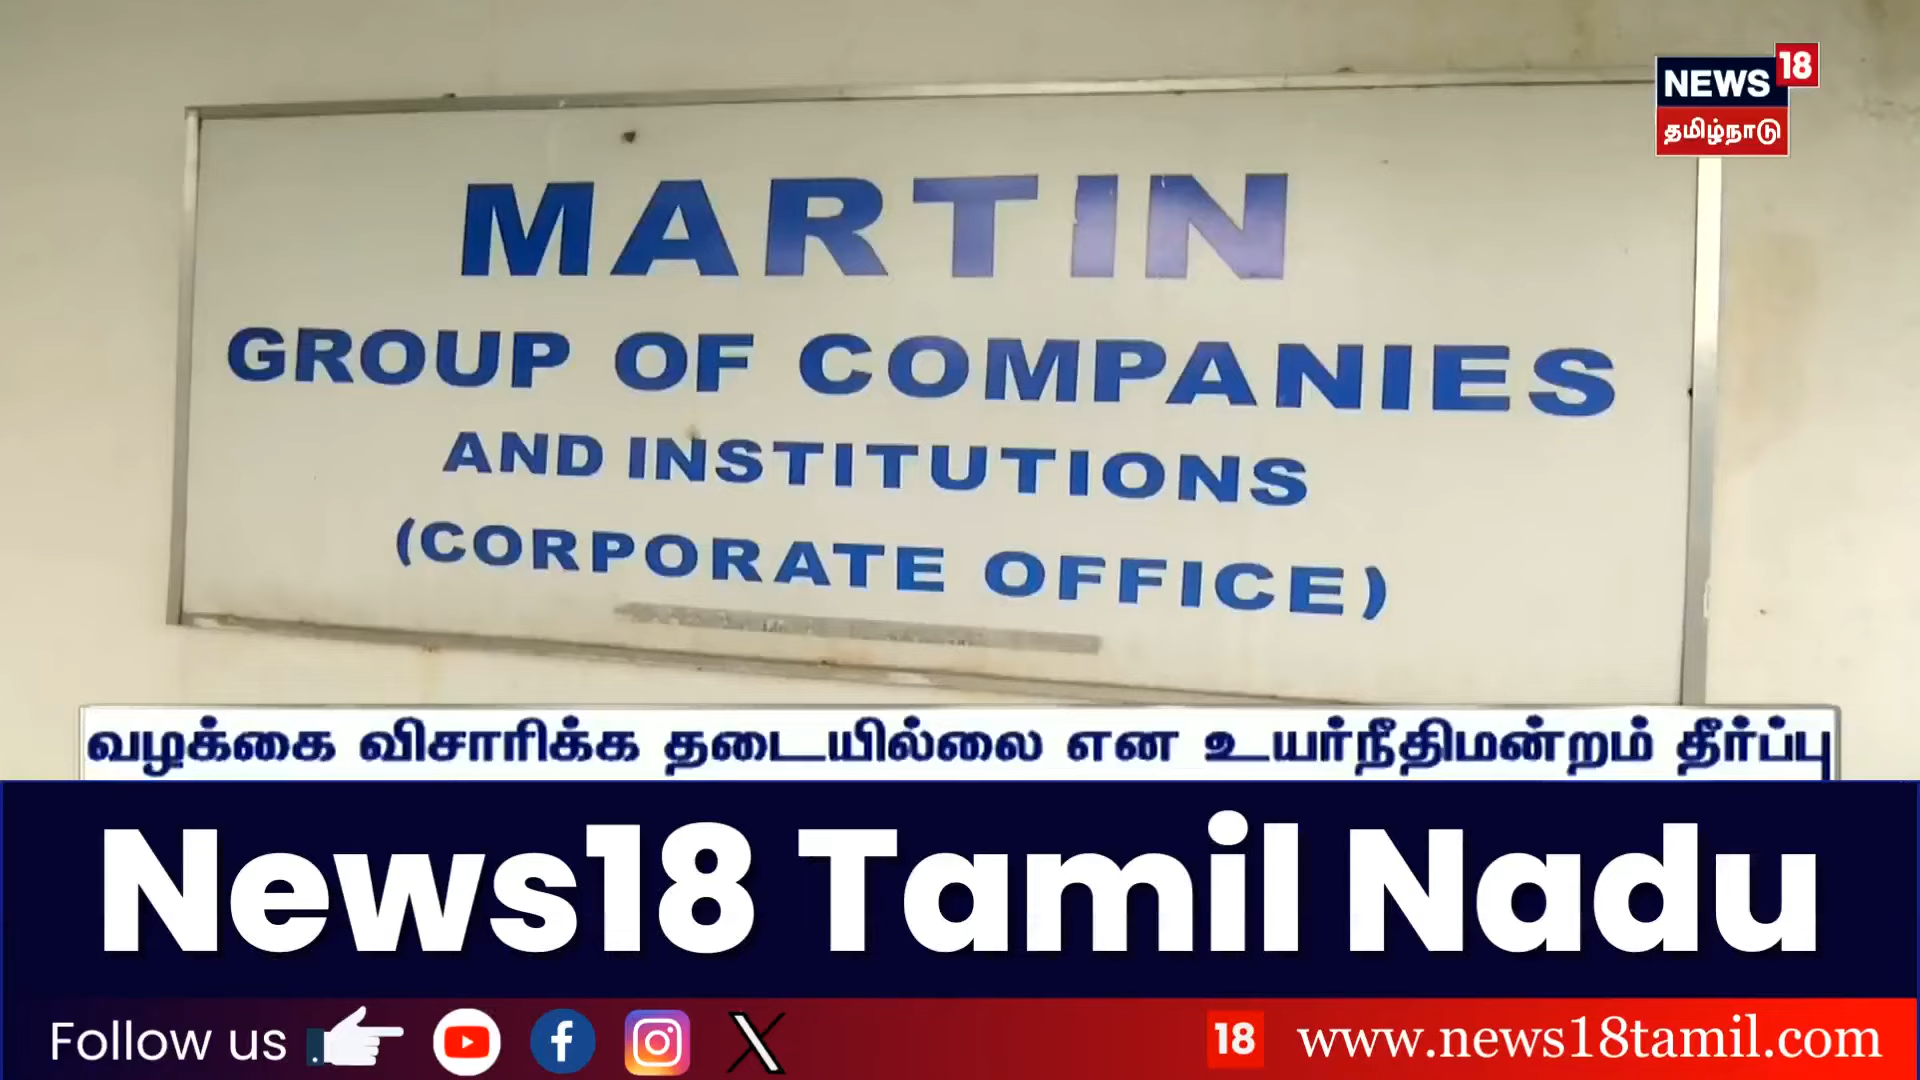 NEWS 18
தமிழ்நாடு
MARTIN
GROUP OF COMPANIES
AND INSTITUTIONS
(CORPORATE OFFICE)
வழக்கை விசாரிக்க தடையில்லை என உயர்நீதிமன்றம் தீர்ப்பு
News18 Tamil Nadu
Follow us 18 www.news18tamil.com